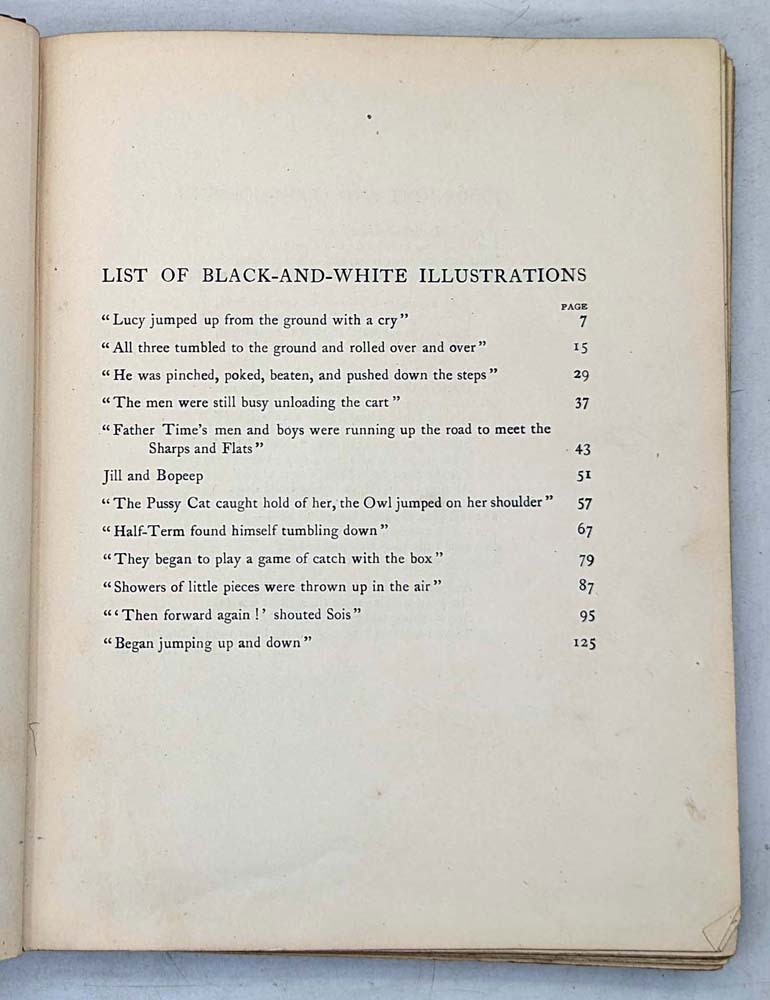 LIST OF BLACK-AND-WHITE ILLUSTRATIONS
PAGE
“Lucy jumped up from the ground with a cry” 7
“All three tumbled to the ground and rolled over and over” 15
“He was pinched, poked, beaten, and pushed down the steps” 29
“The men were still busy unloading the cart” 37
“Father Time's men and boys were running up the road to meet the
Sharps and Flats” 43
Jill and Bopeep 51
“The Pussy Cat caught hold of her, the Owl jumped on her shoulder” 57
“Half-Term found himself tumbling down” 67
“They began to play a game of catch with the box” 79
“Showers of little pieces were thrown up in the air” 87
“‘Then forward again!’ shouted Sois” 95
“Began jumping up and down” 125